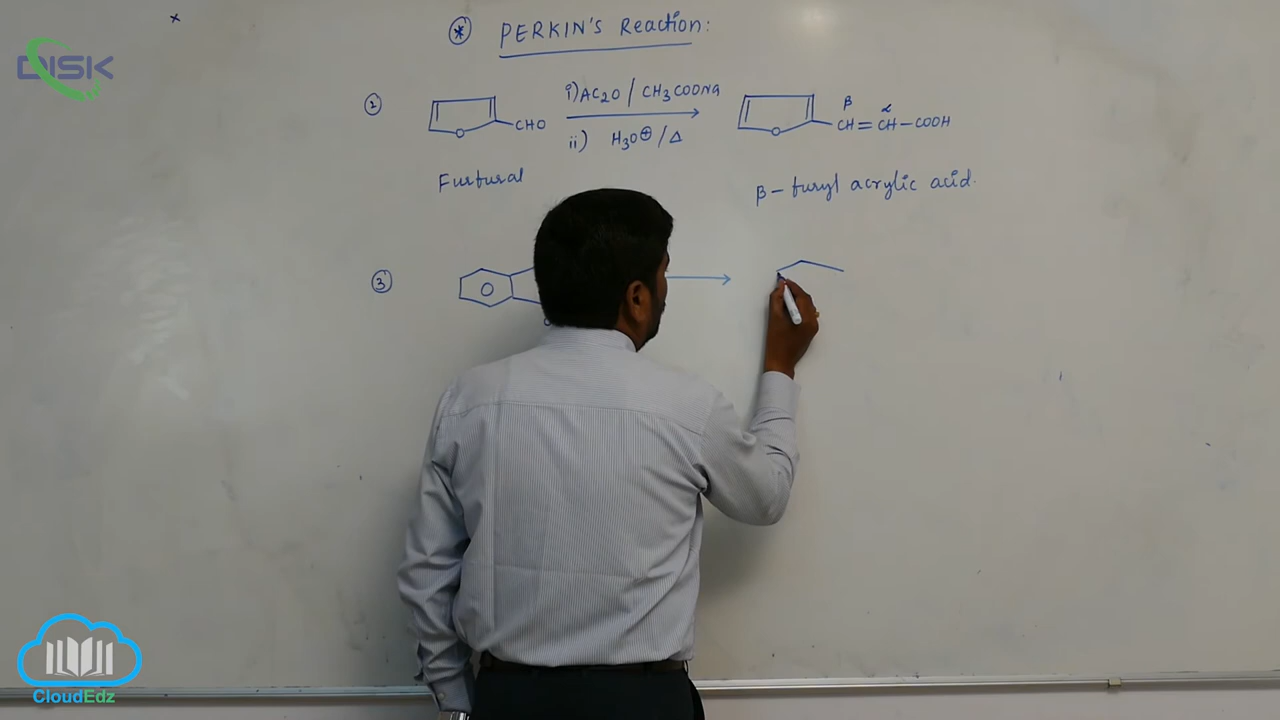 * PERKIN'S Reaction:
DISK
② CHO i) AC2O / CH3COONa β α
O ii) H3O⊕ / Δ O CH=CH-COOH
Furfural β- furyl acrylic acid.
③
CloudEdz